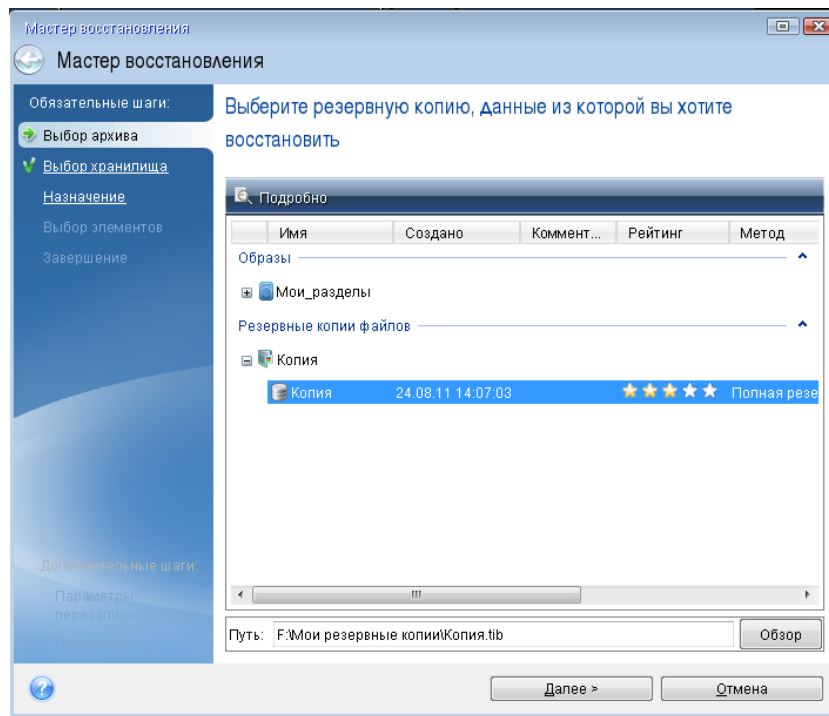 Мастер восстановления
Мастер восстановления
Обязательные шаги:
Выбор архива
Выбор хранилища
Назначение
Выбор элементов
Завершение
Дополнительные шаги:
Параметры
перезаписи
Выберите резервную копию, данные из которой вы хотите
восстановить
Подробно
Имя Создано Коммент... Рейтинг Метод
Образы
Мои_разделы
Резервные копии файлов
Копия
Копия 24.08.11 14:07:03 Полная резе
Путь: F:\Мои резервные копии\Копия.tib Обзор
Далее > Отмена